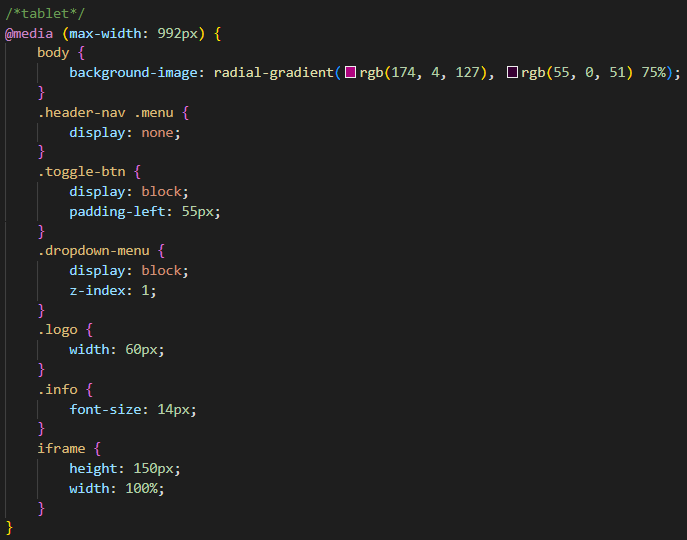 /*tablet*/
@media (max-width: 992px) {
    body {
        background-image: radial-gradient(rgb(174, 4, 127), rgb(55, 0, 51) 75%);
    }
    .header-nav .menu {
        display: none;
    }
    .toggle-btn {
        display: block;
        padding-left: 55px;
    }
    .dropdown-menu {
        display: block;
        z-index: 1;
    }
    .logo {
        width: 60px;
    }
    .info {
        font-size: 14px;
    }
    iframe {
        height: 150px;
        width: 100%;
    }
}